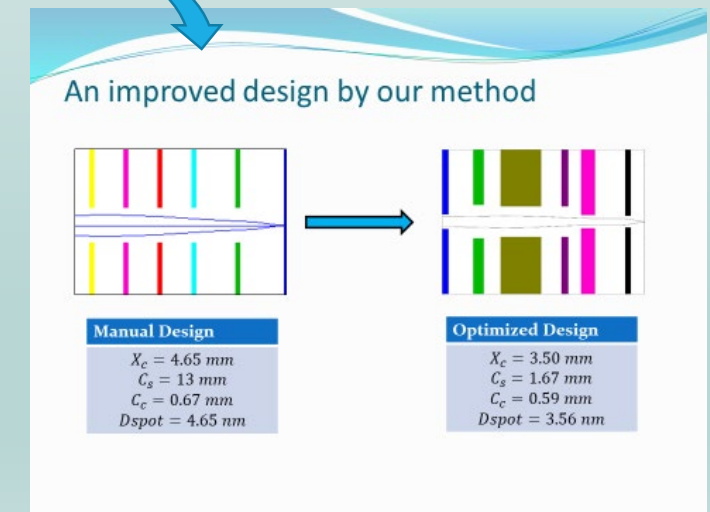 An improved design by our method
Manual Design
X_c = 4.65 mm
C_s = 13 mm
C_c = 0.67 mm
Dspot = 4.65 nm
Optimized Design
X_c = 3.50 mm
C_s = 1.67 mm
C_c = 0.59 mm
Dspot = 3.56 nm